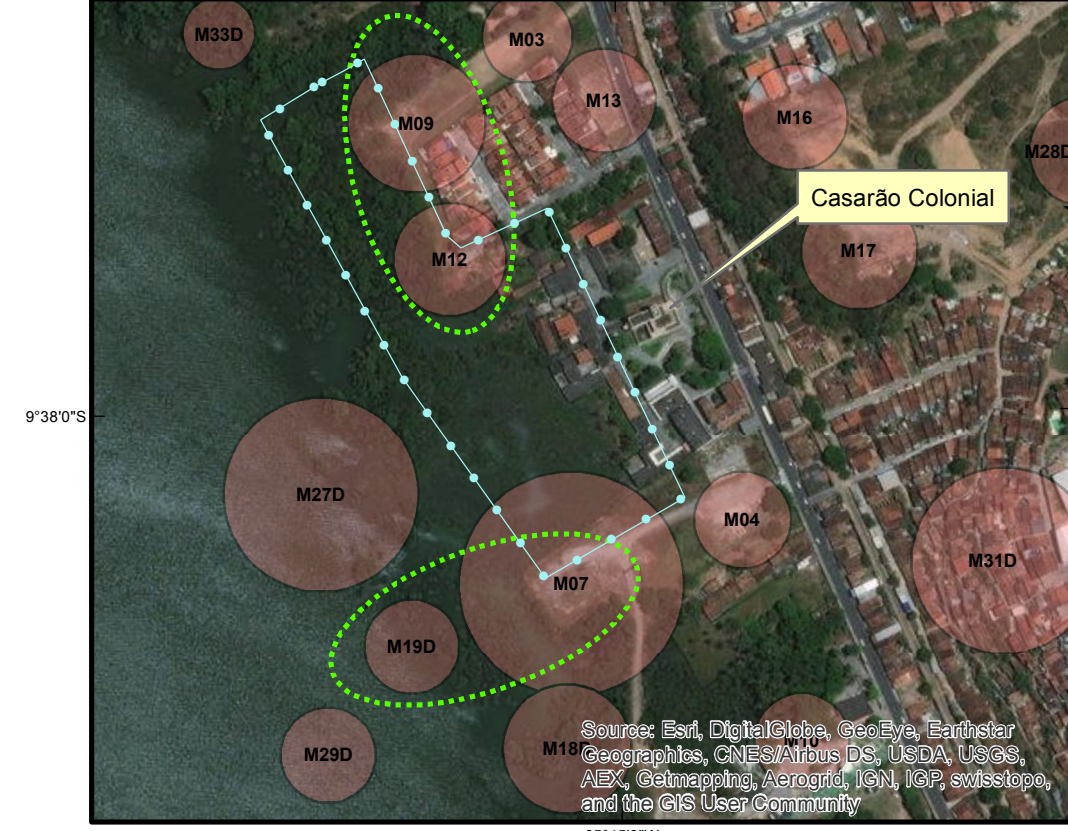 M33D
M03
M09
M13
M16
M28D
Casarão Colonial
M12
M17
9°38'0"S
M27D
M04
M07
M31D
M19D
M29D
M18D
M10
Source: Esri, DigitalGlobe, GeoEye, Earthstar
Geographics, CNES/Airbus DS, USDA, USGS,
AEX, Getmapping, Aerogrid, IGN, IGP, swisstopo,
and the GIS User Community